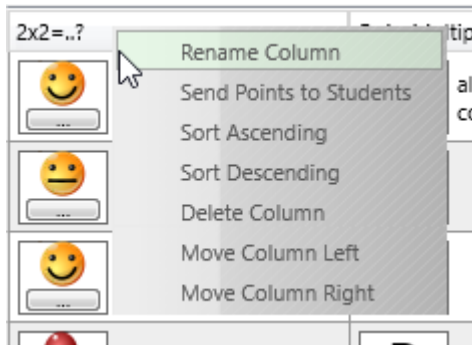 2x2=..?
Rename Column
Send Points to Students
Sort Ascending
Sort Descending
Delete Column
Move Column Left
Move Column Right
...
...
...